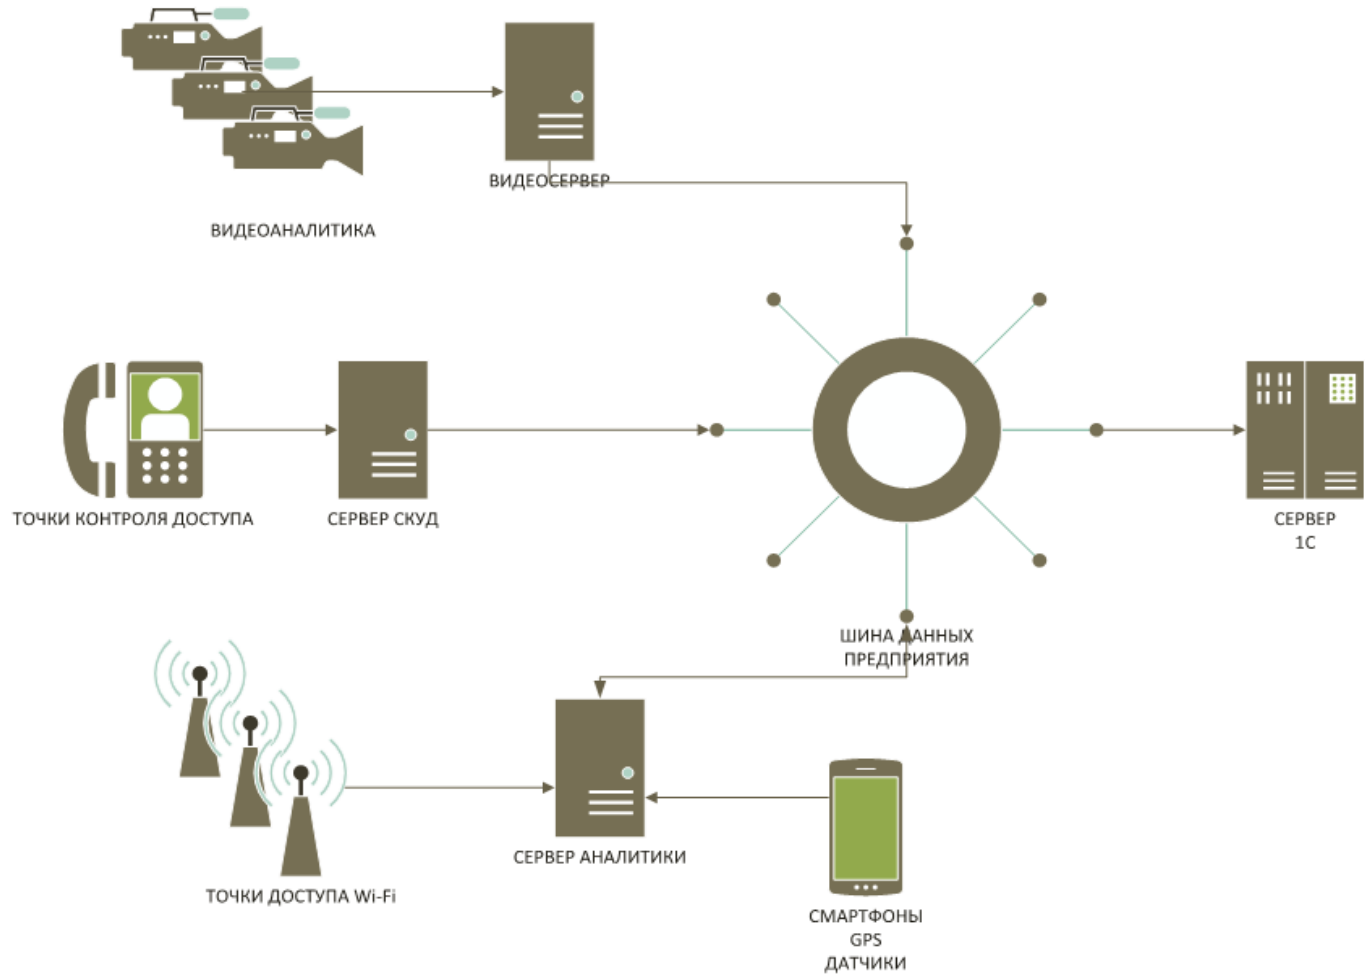 ВИДЕОСЕРВЕР
ВИДЕОАНАЛИТИКА
ТОЧКИ КОНТРОЛЯ ДОСТУПА
СЕРВЕР СКУД
СЕРВЕР
1С
ШИНА ДАННЫХ
ПРЕДПРИЯТИЯ
СЕРВЕР АНАЛИТИКИ
ТОЧКИ ДОСТУПА Wi-Fi
СМАРТФОНЫ
GPS
ДАТЧИКИ